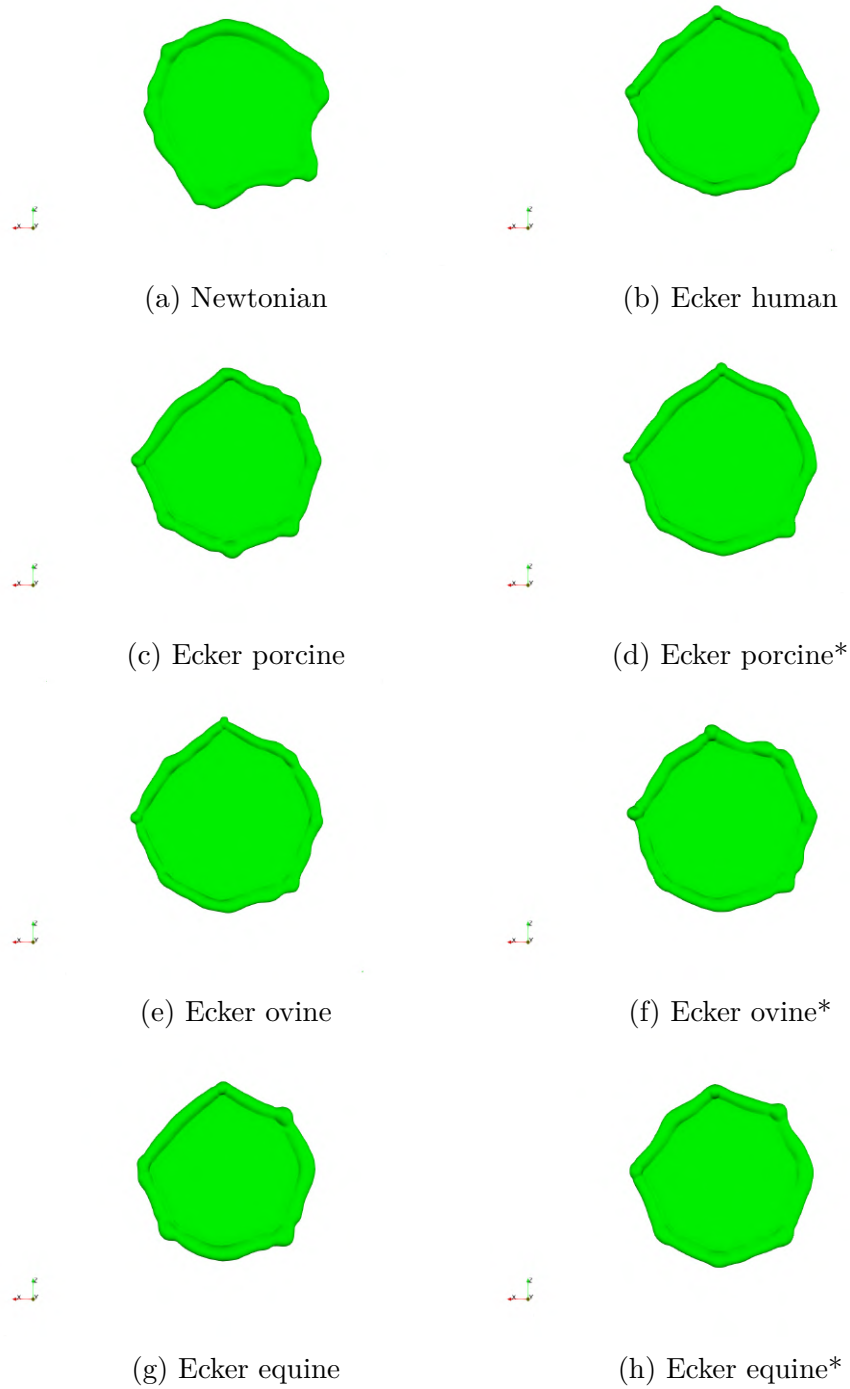 (a) Newtonian
(b) Ecker human
(c) Ecker porcine
(d) Ecker porcine*
(e) Ecker ovine
(f) Ecker ovine*
(g) Ecker equine
(h) Ecker equine*